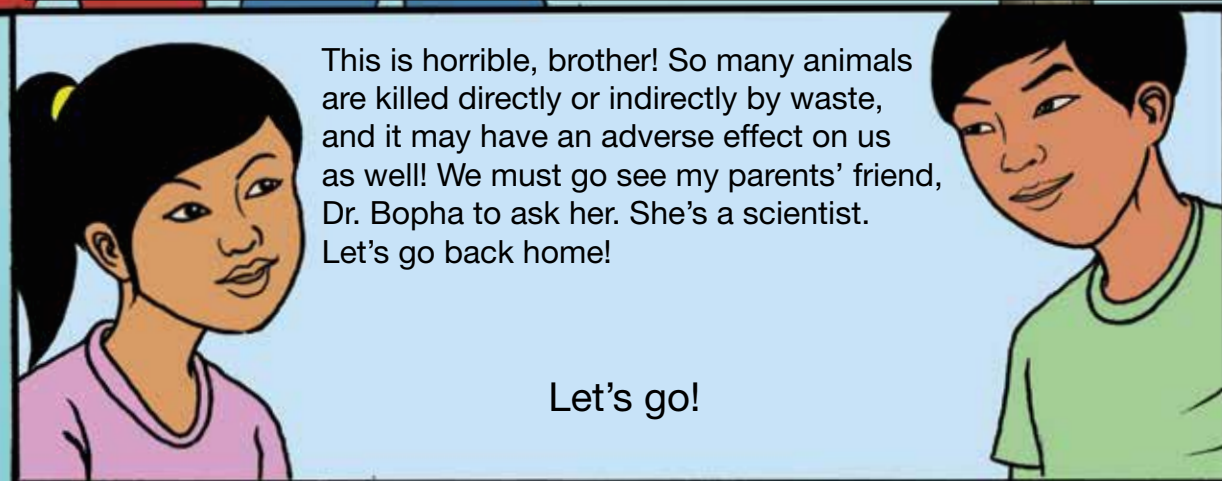 This is horrible, brother! So many animals
are killed directly or indirectly by waste,
and it may have an adverse effect on us
as well! We must go see my parents’ friend,
Dr. Bopha to ask her. She’s a scientist.
Let’s go back home!
Let’s go!